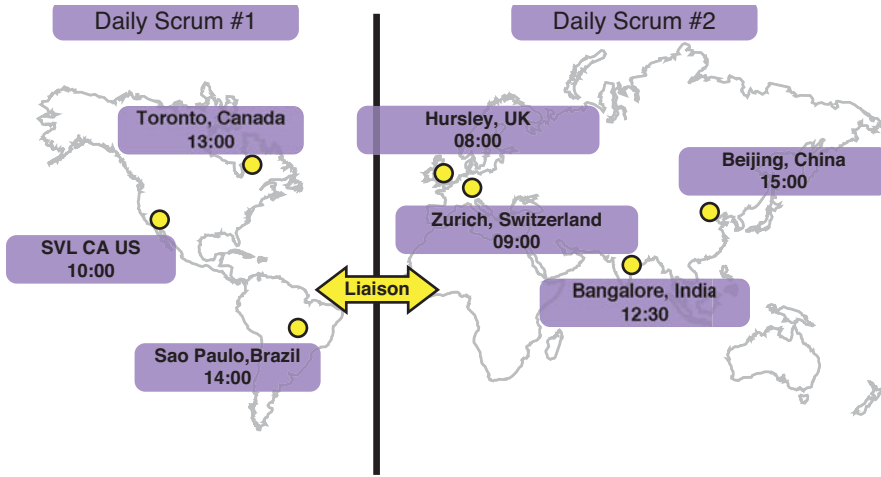 Daily Scrum #1
Daily Scrum #2
Toronto, Canada
13:00
Hursley, UK
08:00
Beijing, China
15:00
SVL CA US
10:00
Zurich, Switzerland
09:00
Liaison
Bangalore, India
12:30
Sao Paulo,Brazil
14:00